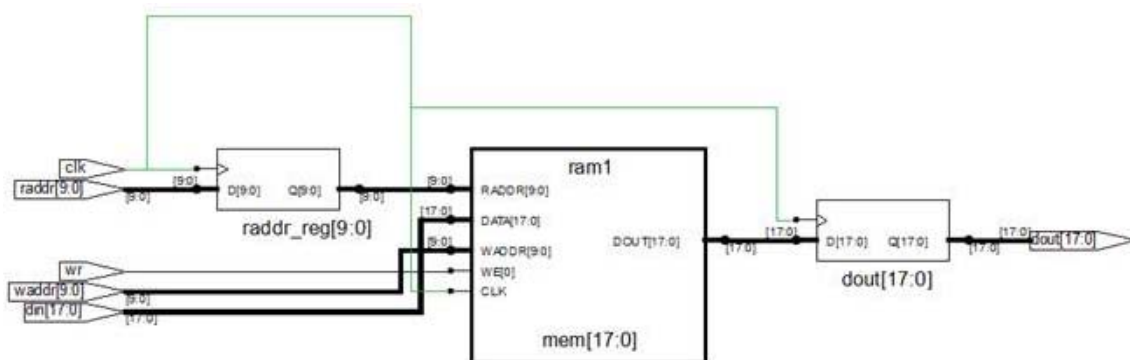 clk
raddr[9:0]
[9:0]
[9:0]
D[9:0]
Q[9:0]
[9:0]
raddr_reg[9:0]
wr
waddr[9:0]
[9:0]
din[17:0]
[17:0]
ram1
[9:0]
RADDR[9:0]
[17:0]
DATA[17:0]
[9:0]
WADDR[9:0]
WE[0]
CLK
DOUT[17:0]
mem[17:0]
[17:0]
[17:0]
D[17:0]
Q[17:0]
[17:0]
dout[17:0]
[17:0]
dout[17:0]